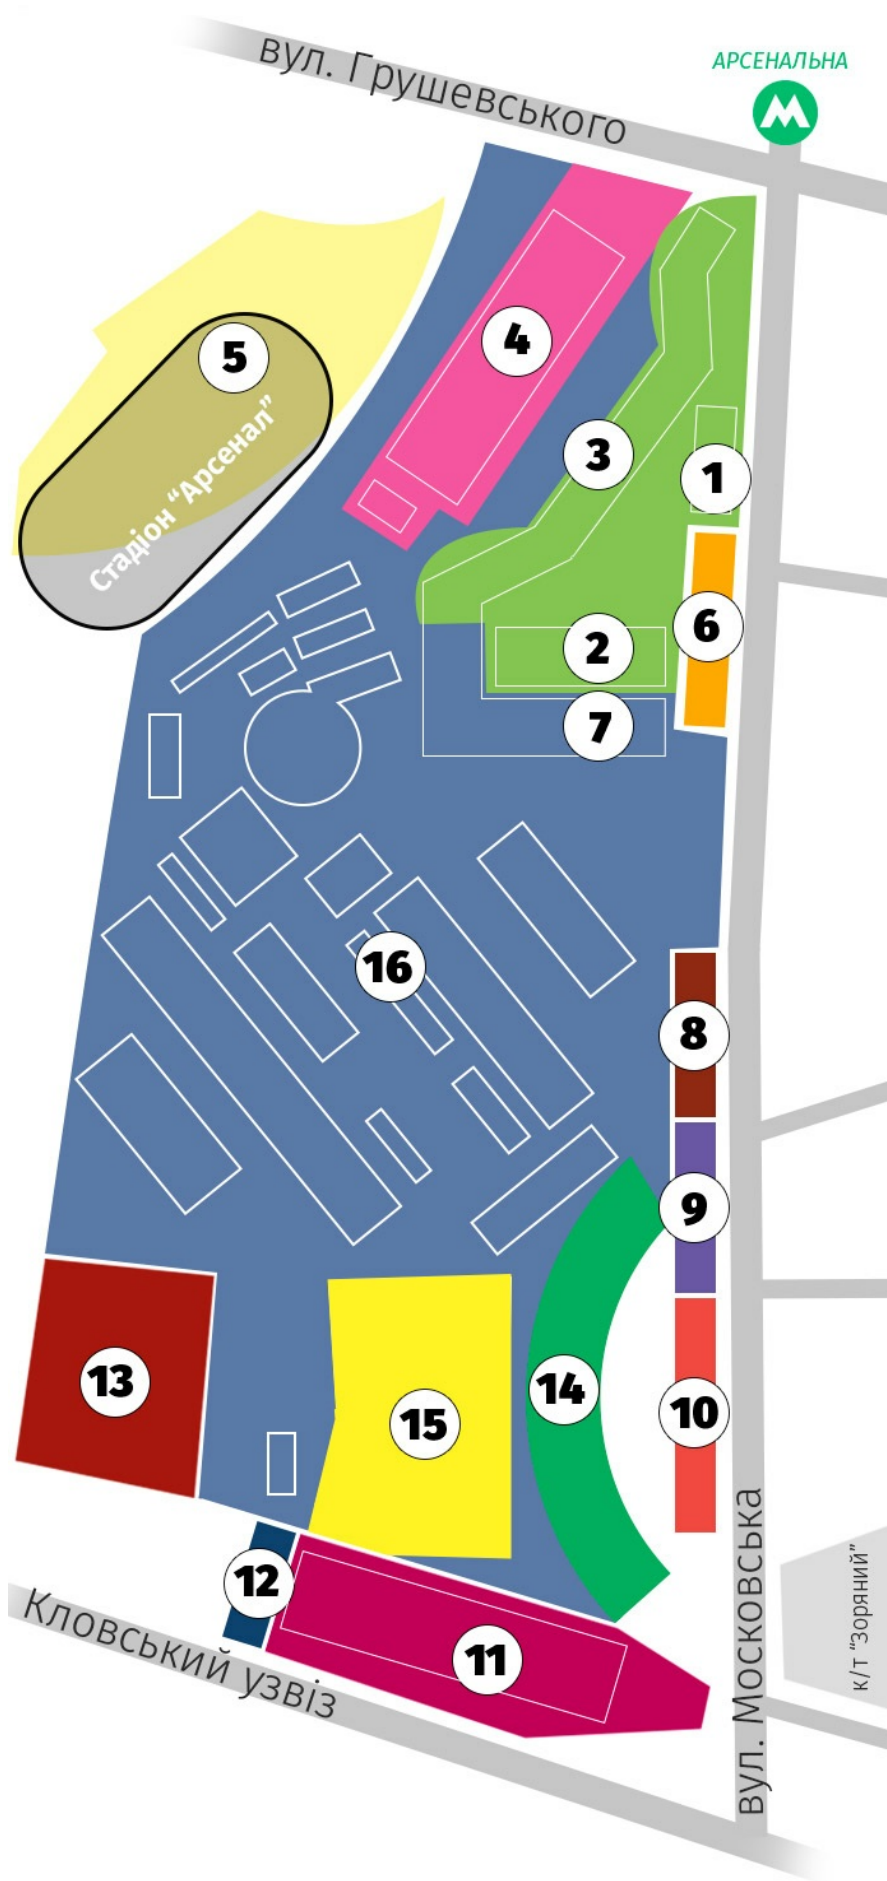 вул. Грушевського
АРСЕНАЛЬНА
М
5
4
Стадіон “Арсенал”
3
1
2
6
7
16
8
9
13
15
14
10
12
11
Кловський узвіз
вул. Московська
к/т “Зоряний”